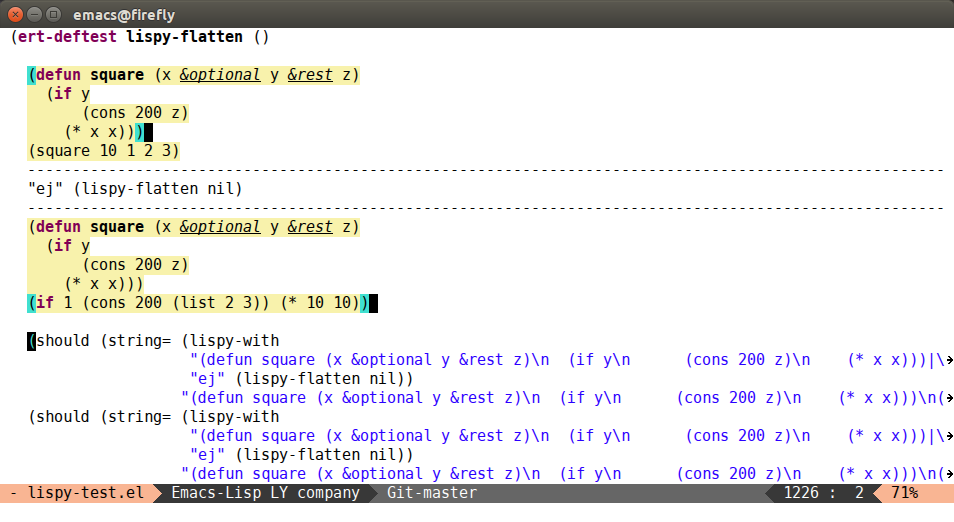 emacs@firefly
(ert-deftest lispy-flatten ()
(defun square (x &optional y &rest z)
(if y
(cons 200 z)
(* x x)))
(square 10 1 2 3)
--------------------------------------------------------------------------------------------------------
"ej" (lispy-flatten nil)
--------------------------------------------------------------------------------------------------------
(defun square (x &optional y &rest z)
(if y
(cons 200 z)
(* x x)))
(if 1 (cons 200 (list 2 3)) (* 10 10))
(should (string= (lispy-with
"(defun square (x &optional y &rest z)\n  (if y\n      (cons 200 z)\n    (* x x)))|\
"ej" (lispy-flatten nil))
"(defun square (x &optional y &rest z)\n  (if y\n      (cons 200 z)\n    (* x x)))\n(
(should (string= (lispy-with
"(defun square (x &optional y &rest z)\n  (if y\n      (cons 200 z)\n    (* x x)))|\
"ej" (lispy-flatten nil))
"(defun square (x &optional y &rest z)\n  (if y\n      (cons 200 z)\n    (* x x)))\n(
- lispy-test.el Emacs-Lisp LY company Git-master 1226 : 2 71%